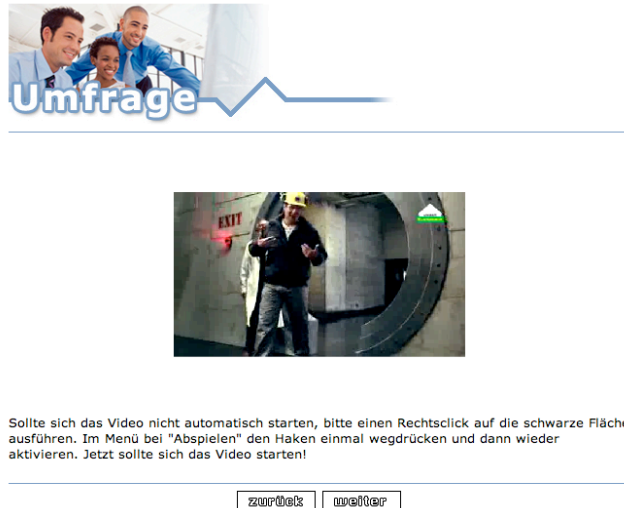 Umfrage
EXIT
Sollte sich das Video nicht automatisch starten, bitte einen Rechtsclick auf die schwarze Fläche
ausführen. Im Menü bei "Abspielen" den Haken einmal wegdrücken und dann wieder
aktivieren. Jetzt sollte sich das Video starten!
zurück weiter